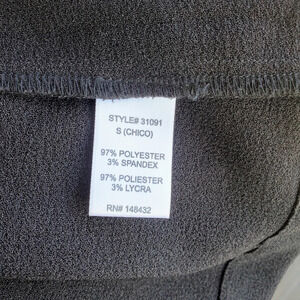 STYLE# 31091
S (CHICO)
97% POLYESTER
3% SPANDEX
97% POLIESTER
3% LYCRA
RN# 148432